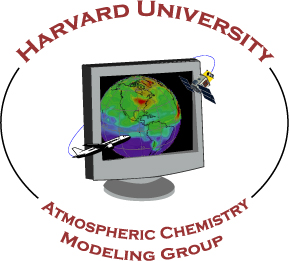 HARVARD UNIVERSITY
ATMOSPHERIC CHEMISTRY
MODELING GROUP